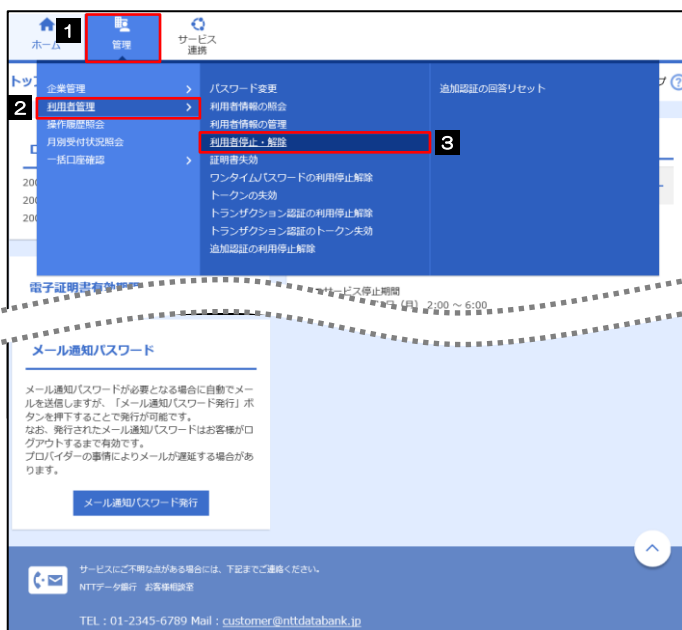 1
ホーム
管理
サービス
連携
トップ
プ ?
2
企業管理 >
利用者管理 >
操作履歴照会
月別受付状況照会
一括口座確認 >
パスワード変更
利用者情報の照会
利用者情報の管理
利用者停止・解除
3
証明書失効
ワンタイムパスワードの利用停止解除
トークンの失効
トランザクション認証の利用停止解除
トランザクション認証のトークン失効
追加認証の利用停止解除
追加認証の回答リセット
200
200
200
電子証明書有効期限
サービス停止期間
日 (月) 2:00 ~ 6:00
メール通知パスワード
メール通知パスワードが必要となる場合に自動でメー
ルを送信しますが、「メール通知パスワード発行」ボ
タンを押下することで発行が可能です。
なお、発行されたメール通知パスワードはお客様がロ
グアウトするまで有効です。
プロバイダーの事情によりメールが遅延する場合があ
ります。
メール通知パスワード発行
サービスにご不明な点がある場合には、下記までご連絡ください。
NTTデータ銀行 お客様相談室
TEL : 01-2345-6789 Mail : customer@nttdatabank.jp